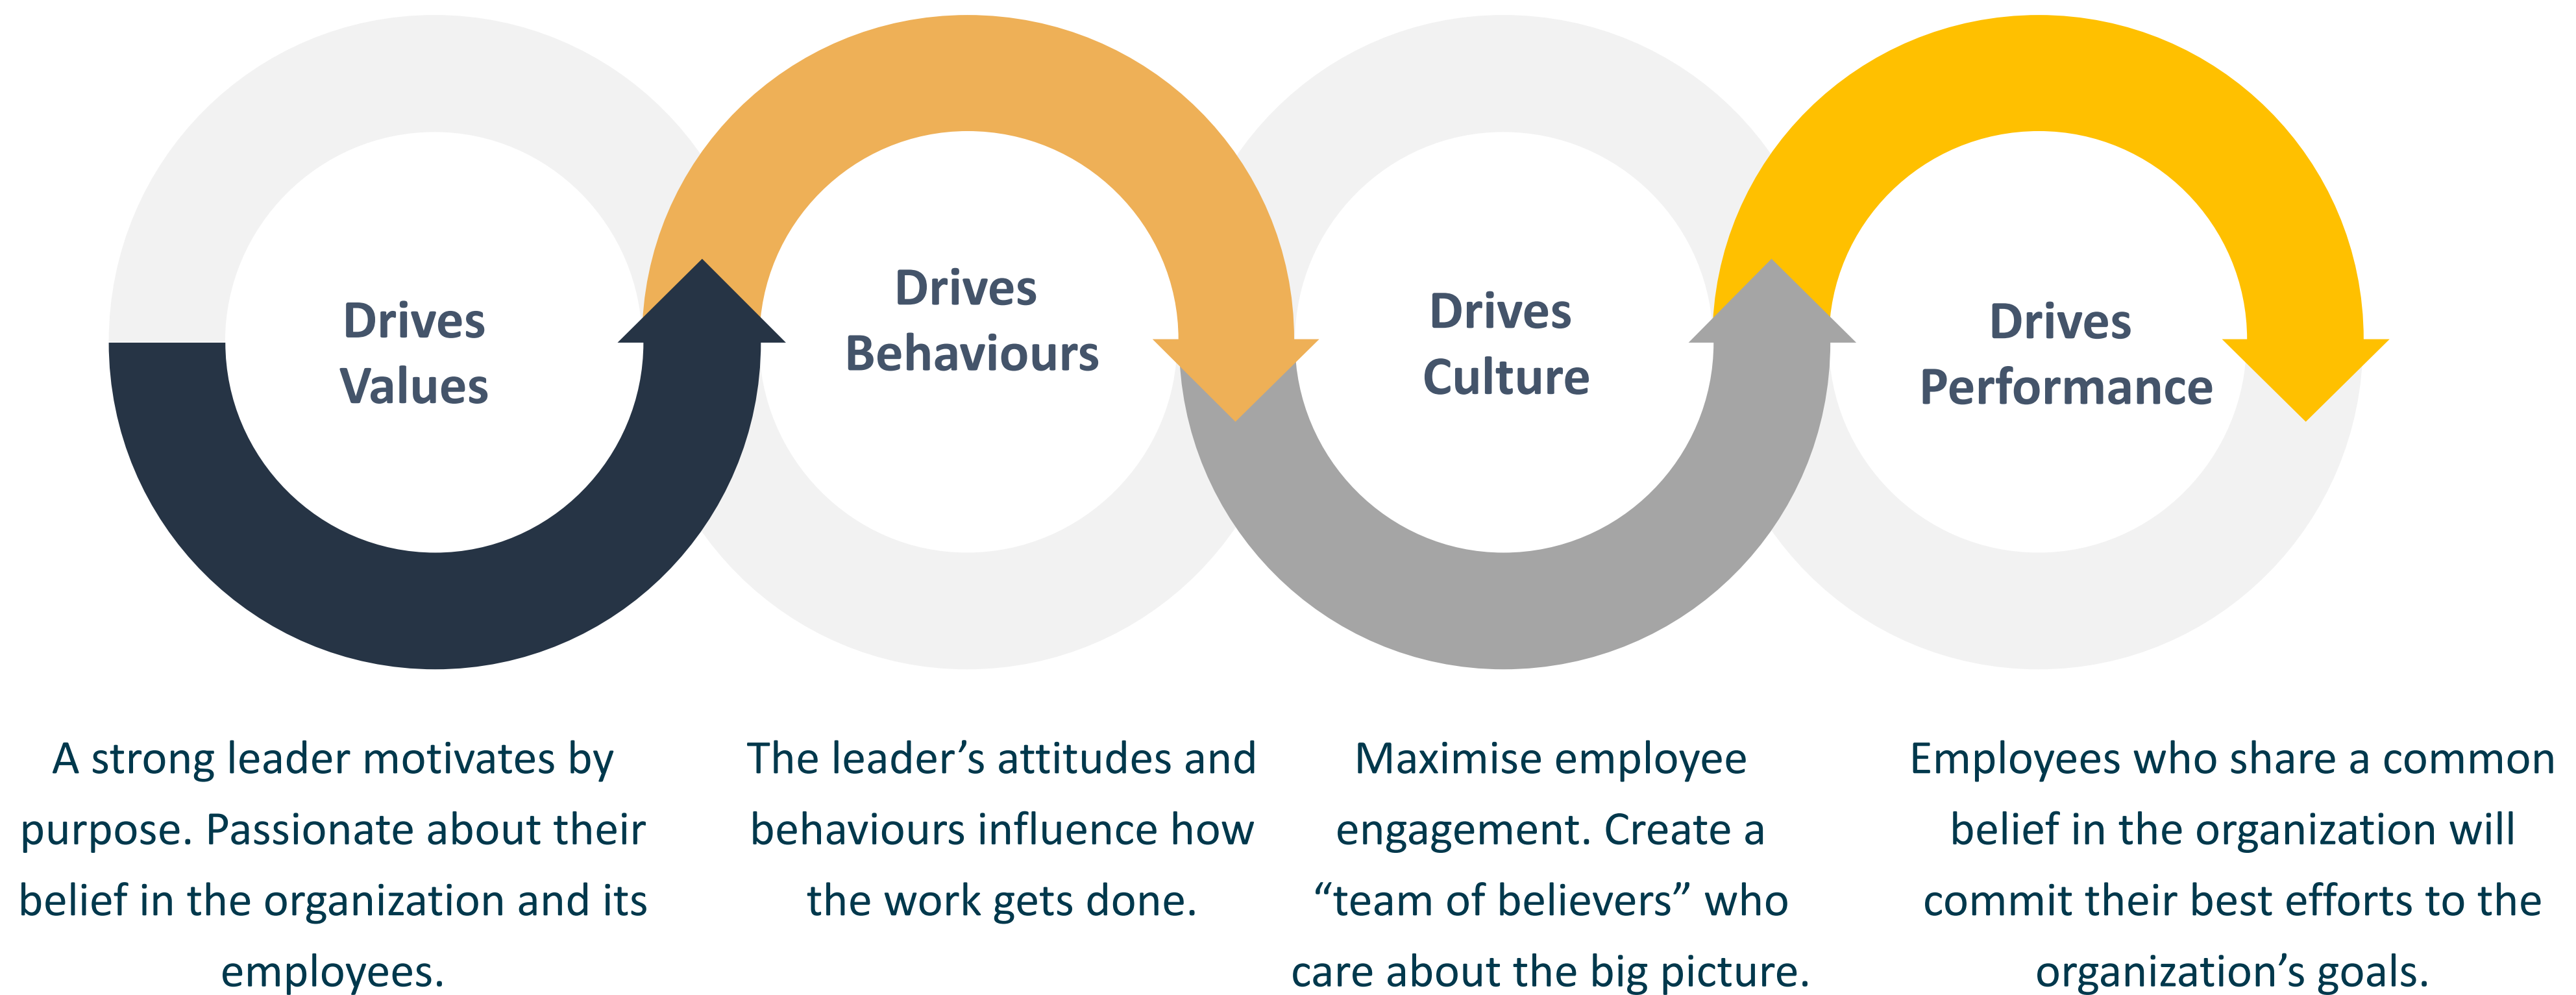 Drives
Values
Drives
Behaviours
Drives
Culture
Drives
Performance
A strong leader motivates by
purpose. Passionate about their
belief in the organization and its
employees.
The leader’s attitudes and
behaviours influence how
the work gets done.
Maximise employee
engagement. Create a
“team of believers” who
care about the big picture.
Employees who share a common
belief in the organization will
commit their best efforts to the
organization’s goals.